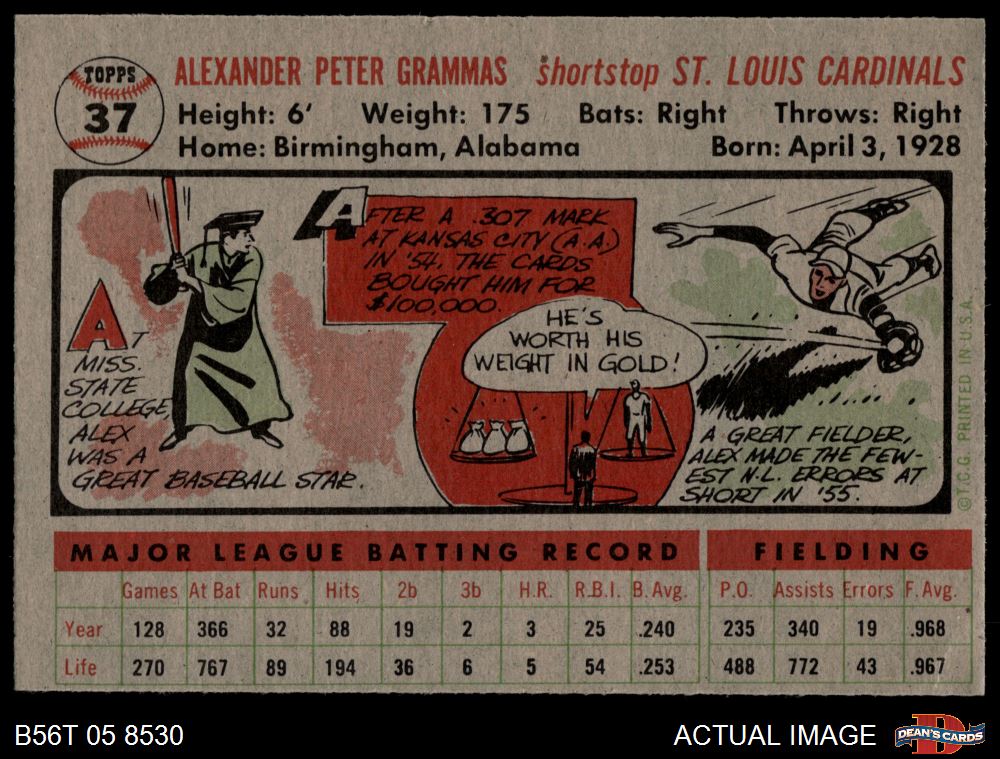 TOPPS
37
ALEXANDER PETER GRAMMAS shortstop ST. LOUIS CARDINALS
Height: 6' Weight: 175 Bats: Right Throws: Right
Home: Birmingham, Alabama Born: April 3, 1928
AT
MISS.
STATE
COLLEGE,
ALEX
WAS A
GREAT BASEBALL STAR.
AFTER A .307 MARK
AT KANSAS CITY (A.A.)
IN '54, THE CARDS
BOUGHT HIM FOR
$100,000.
HE'S
WORTH HIS
WEIGHT IN GOLD!
A GREAT FIELDER,
ALEX MADE THE FEW-
EST N.L. ERRORS AT
SHORT IN '55.
©T.C.G. PRINTED IN U.S.A.
MAJOR LEAGUE BATTING RECORD FIELDING
Games At Bat Runs Hits 2b 3b H.R. R.B.I. B. Avg. P.O. Assists Errors F. Avg.
Year 128 366 32 88 19 2 3 25 .240 235 340 19 .968
Life 270 767 89 194 36 6 5 54 .253 488 772 43 .967
B56T 05 8530 ACTUAL IMAGE DEAN'S CARDS